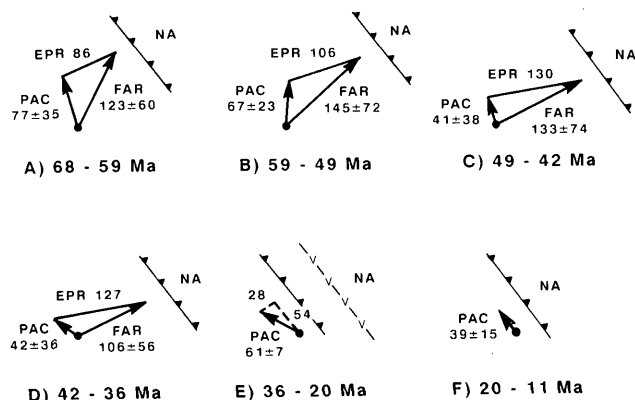 NA
EPR 86
PAC
77±35
FAR
123±60
A) 68 - 59 Ma
NA
EPR 106
PAC
67±23
FAR
145±72
B) 59 - 49 Ma
NA
EPR 130
PAC
41±38
FAR
133±74
C) 49 - 42 Ma
NA
EPR 127
PAC
42±36
FAR
106±56
D) 42 - 36 Ma
V
V
V
V
V
NA
28
54
PAC
61±7
E) 36 - 20 Ma
NA
PAC
39±15
F) 20 - 11 Ma